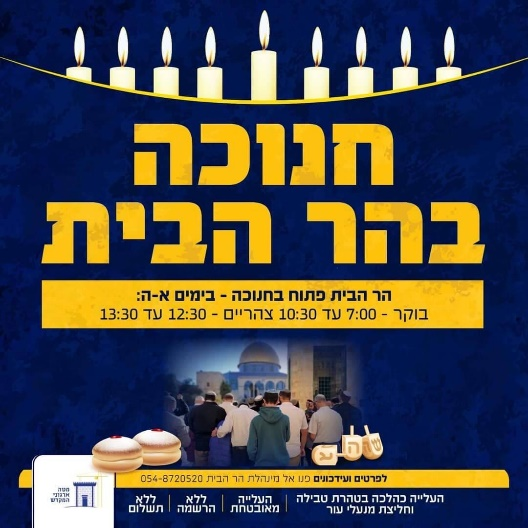 חנוכה
בהר הבית
הר הבית פתוח בחנוכה - בימים א-ה:
בוקר - 7:00 עד 10:30 צהריים - 12:30 עד 13:30
לפרטים ועידכונים פנו אל מינהלת הר הבית 054-8720520
העלייה כהלכה בטהרת טבילה
וחליצת מנעלי עור
העלייה
מאובטחת
ללא
הרשמה
ללא
תשלום
מטה
ארגוני
המקדש